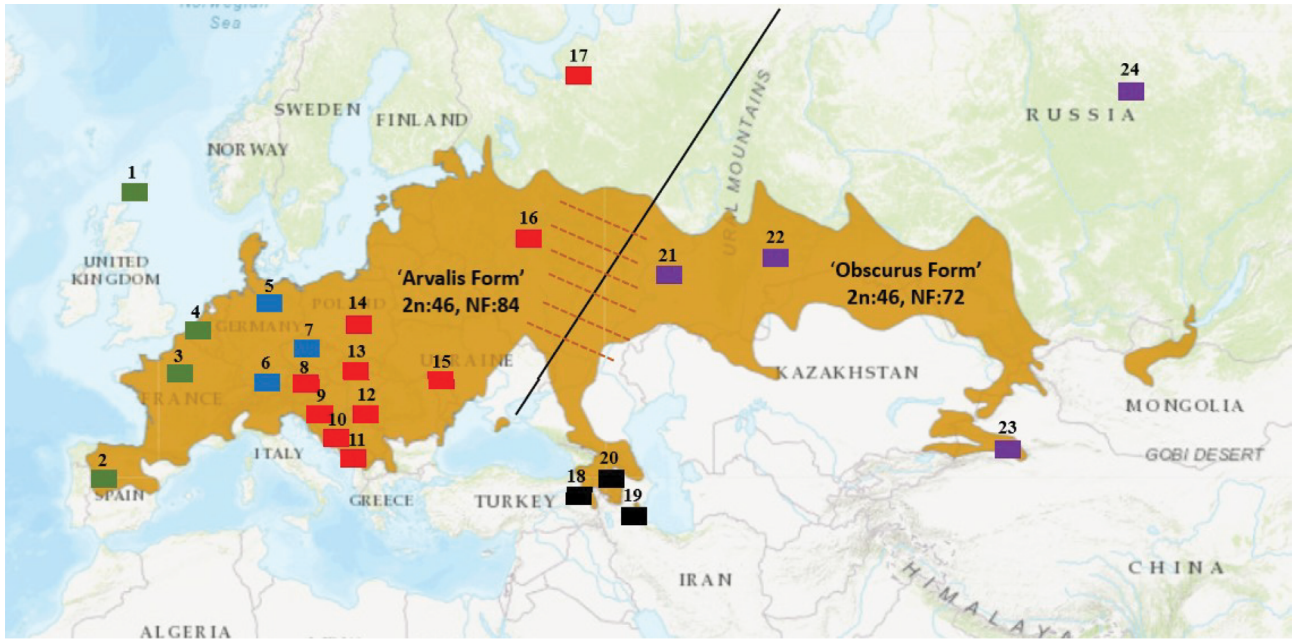 Norwegian
Sea
17
24
SWEDEN
RUSSIA
FINLAND
NORWAY
1
URAL MOUNTAINS
16
UNITED
KINGDOM
21
22
'Arvalis Form'
2n:46, NF:84
'Obscurus Form'
2n:46, NF:72
5
POLAND
14
4
GERMANY
7
3
13
UKRAINE
15
6
8
KAZAKHSTAN
FRANCE
9
12
MONGOLIA
10
23
11
ITALY
GOBI DESERT
2
20
18
SPAIN
GREECE
TURKEY
19
IRAN
CHINA
HIMALAYA
ALGERIA